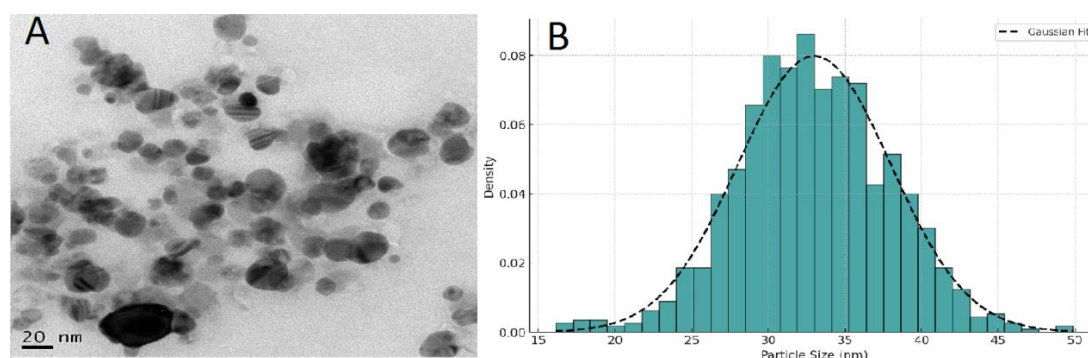 A
20 nm
B
Gaussian Fit
Density
0.08
0.06
0.04
0.02
0.00
15 20 25 30 35 40 45 50
Particle Size (nm)